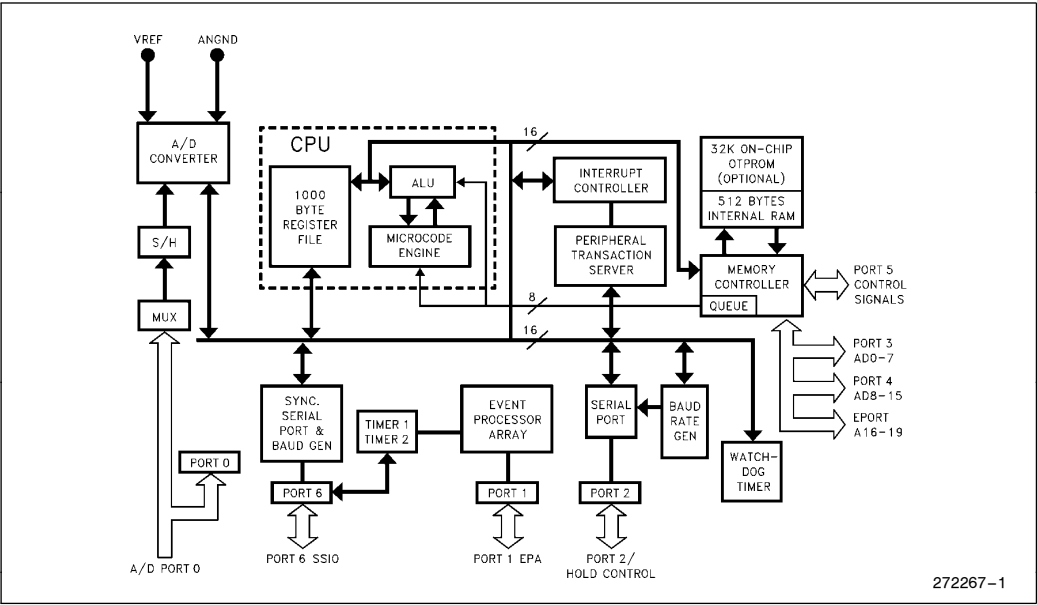 VREF
ANGND
A/D
CONVERTER
S/H
MUX
PORT 0
A/D PORT 0
CPU
1000
BYTE
REGISTER
FILE
ALU
MICROCODE
ENGINE
16
INTERRUPT
CONTROLLER
PERIPHERAL
TRANSACTION
SERVER
32K ON-CHIP
OTPROM
(OPTIONAL)
512 BYTES
INTERNAL RAM
MEMORY
CONTROLLER
QUEUE
PORT 5
CONTROL
SIGNALS
8
16
PORT 3
AD0-7
PORT 4
AD8-15
EPORT
A16-19
SYNC.
SERIAL
PORT &
BAUD GEN
TIMER 1
TIMER 2
EVENT
PROCESSOR
ARRAY
SERIAL
PORT
BAUD
RATE
GEN
WATCH-
DOG
TIMER
PORT 6
PORT 1
PORT 2
PORT 6 SSIO
PORT 1 EPA
PORT 2/
HOLD CONTROL
272267-1